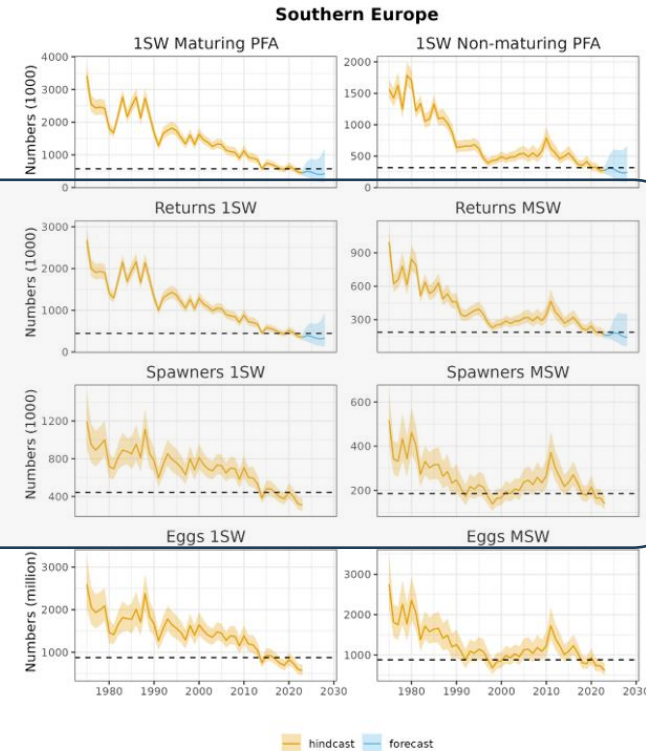 Southern Europe
1SW Maturing PFA 1SW Non-maturing PFA
Numbers (1000)
4000
3000
2000
1000
0
2000
1500
1000
500
0
Returns 1SW Returns MSW
Numbers (1000)
3000
2000
1000
0
900
600
300
Spawners 1SW Spawners MSW
Numbers (1000)
1200
800
400
600
400
200
Eggs 1SW Eggs MSW
Numbers (million)
3000
2000
1000
3000
2000
1000
1980 1990 2000 2010 2020 2030 1980 1990 2000 2010 2020 2030
hindcast forecast